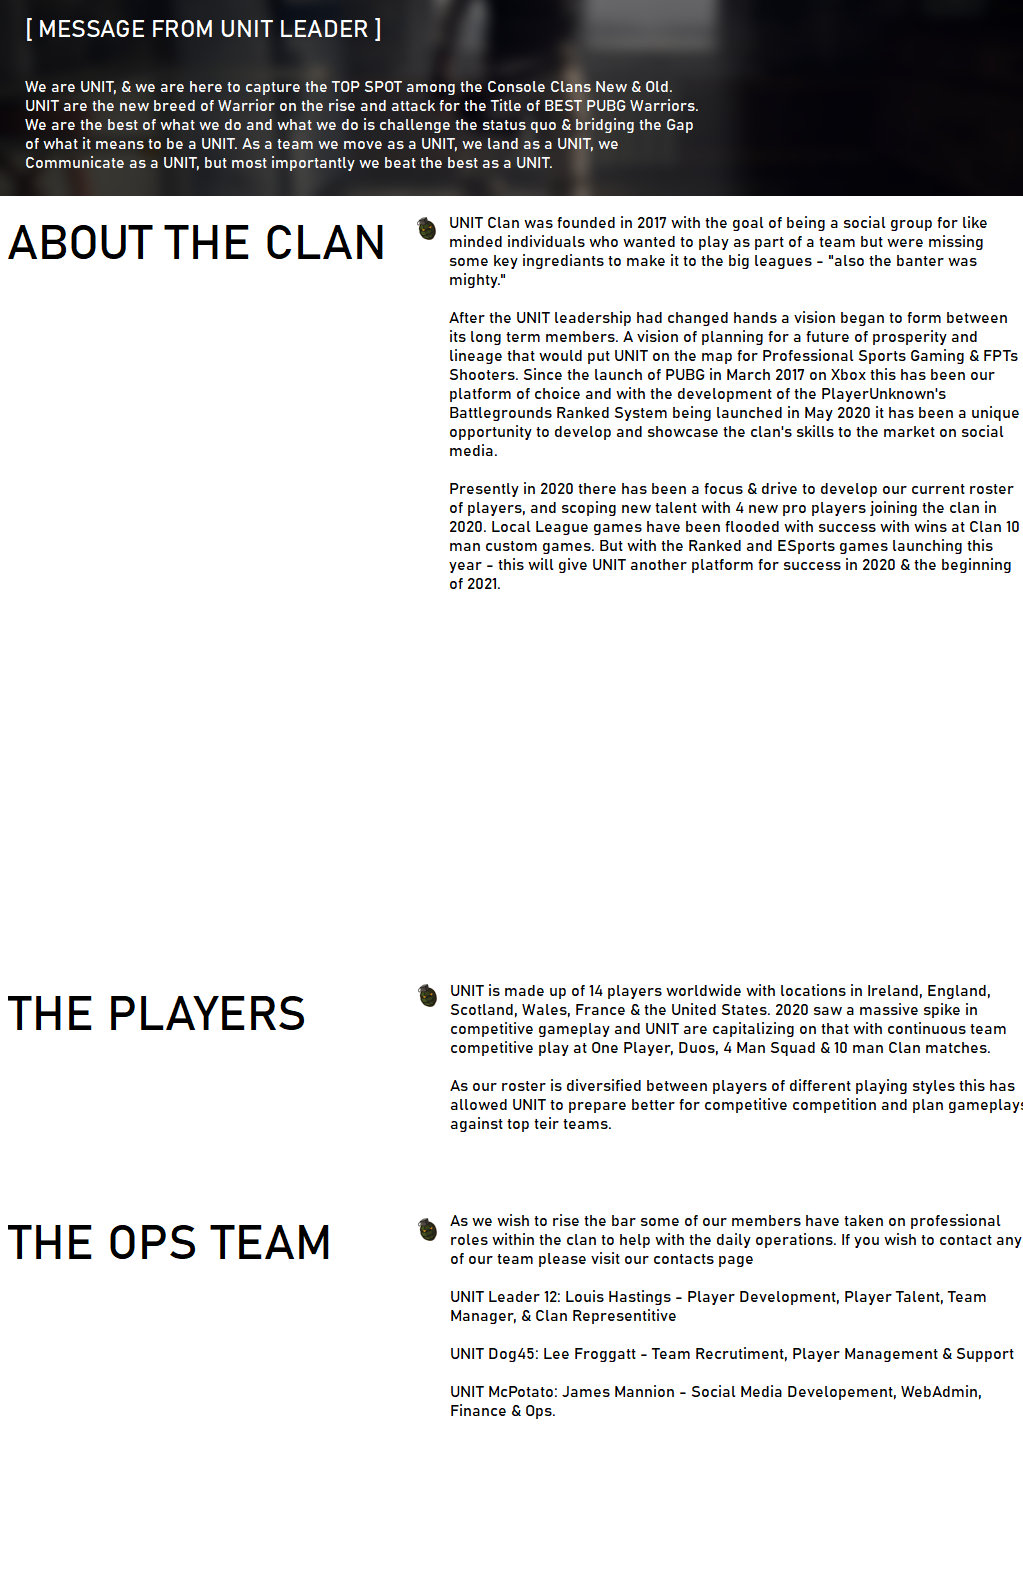 [ MESSAGE FROM UNIT LEADER ]
We are UNIT, & we are here to capture the TOP SPOT among the Console Clans New & Old.
UNIT are the new breed of Warrior on the rise and attack for the Title of BEST PUBG Warriors.
We are the best of what we do and what we do is challenge the status quo & bridging the Gap
of what it means to be a UNIT. As a team we move as a UNIT, we land as a UNIT, we
Communicate as a UNIT, but most importantly we beat the best as a UNIT.
ABOUT THE CLAN
UNIT Clan was founded in 2017 with the goal of being a social group for like
minded individuals who wanted to play as part of a team but were missing
some key ingrediants to make it to the big leagues - "also the banter was
mighty."
After the UNIT leadership had changed hands a vision began to form between
its long term members. A vision of planning for a future of prosperity and
lineage that would put UNIT on the map for Professional Sports Gaming & FPTs
Shooters. Since the launch of PUBG in March 2017 on Xbox this has been our
platform of choice and with the development of the PlayerUnknown's
Battlegrounds Ranked System being launched in May 2020 it has been a unique
opportunity to develop and showcase the clan's skills to the market on social
media.
Presently in 2020 there has been a focus & drive to develop our current roster
of players, and scoping new talent with 4 new pro players joining the clan in
2020. Local League games have been flooded with success with wins at Clan 10
man custom games. But with the Ranked and ESports games launching this
year - this will give UNIT another platform for success in 2020 & the beginning
of 2021.
THE PLAYERS
UNIT is made up of 14 players worldwide with locations in Ireland, England,
Scotland, Wales, France & the United States. 2020 saw a massive spike in
competitive gameplay and UNIT are capitalizing on that with continuous team
competitive play at One Player, Duos, 4 Man Squad & 10 man Clan matches.
As our roster is diversified between players of different playing styles this has
allowed UNIT to prepare better for competitive competition and plan gameplays
against top teir teams.
THE OPS TEAM
As we wish to rise the bar some of our members have taken on professional
roles within the clan to help with the daily operations. If you wish to contact any
of our team please visit our contacts page
UNIT Leader 12: Louis Hastings - Player Development, Player Talent, Team
Manager, & Clan Representitive
UNIT Dog45: Lee Froggatt - Team Recrutiment, Player Management & Support
UNIT McPotato: James Mannion - Social Media Developement, WebAdmin,
Finance & Ops.